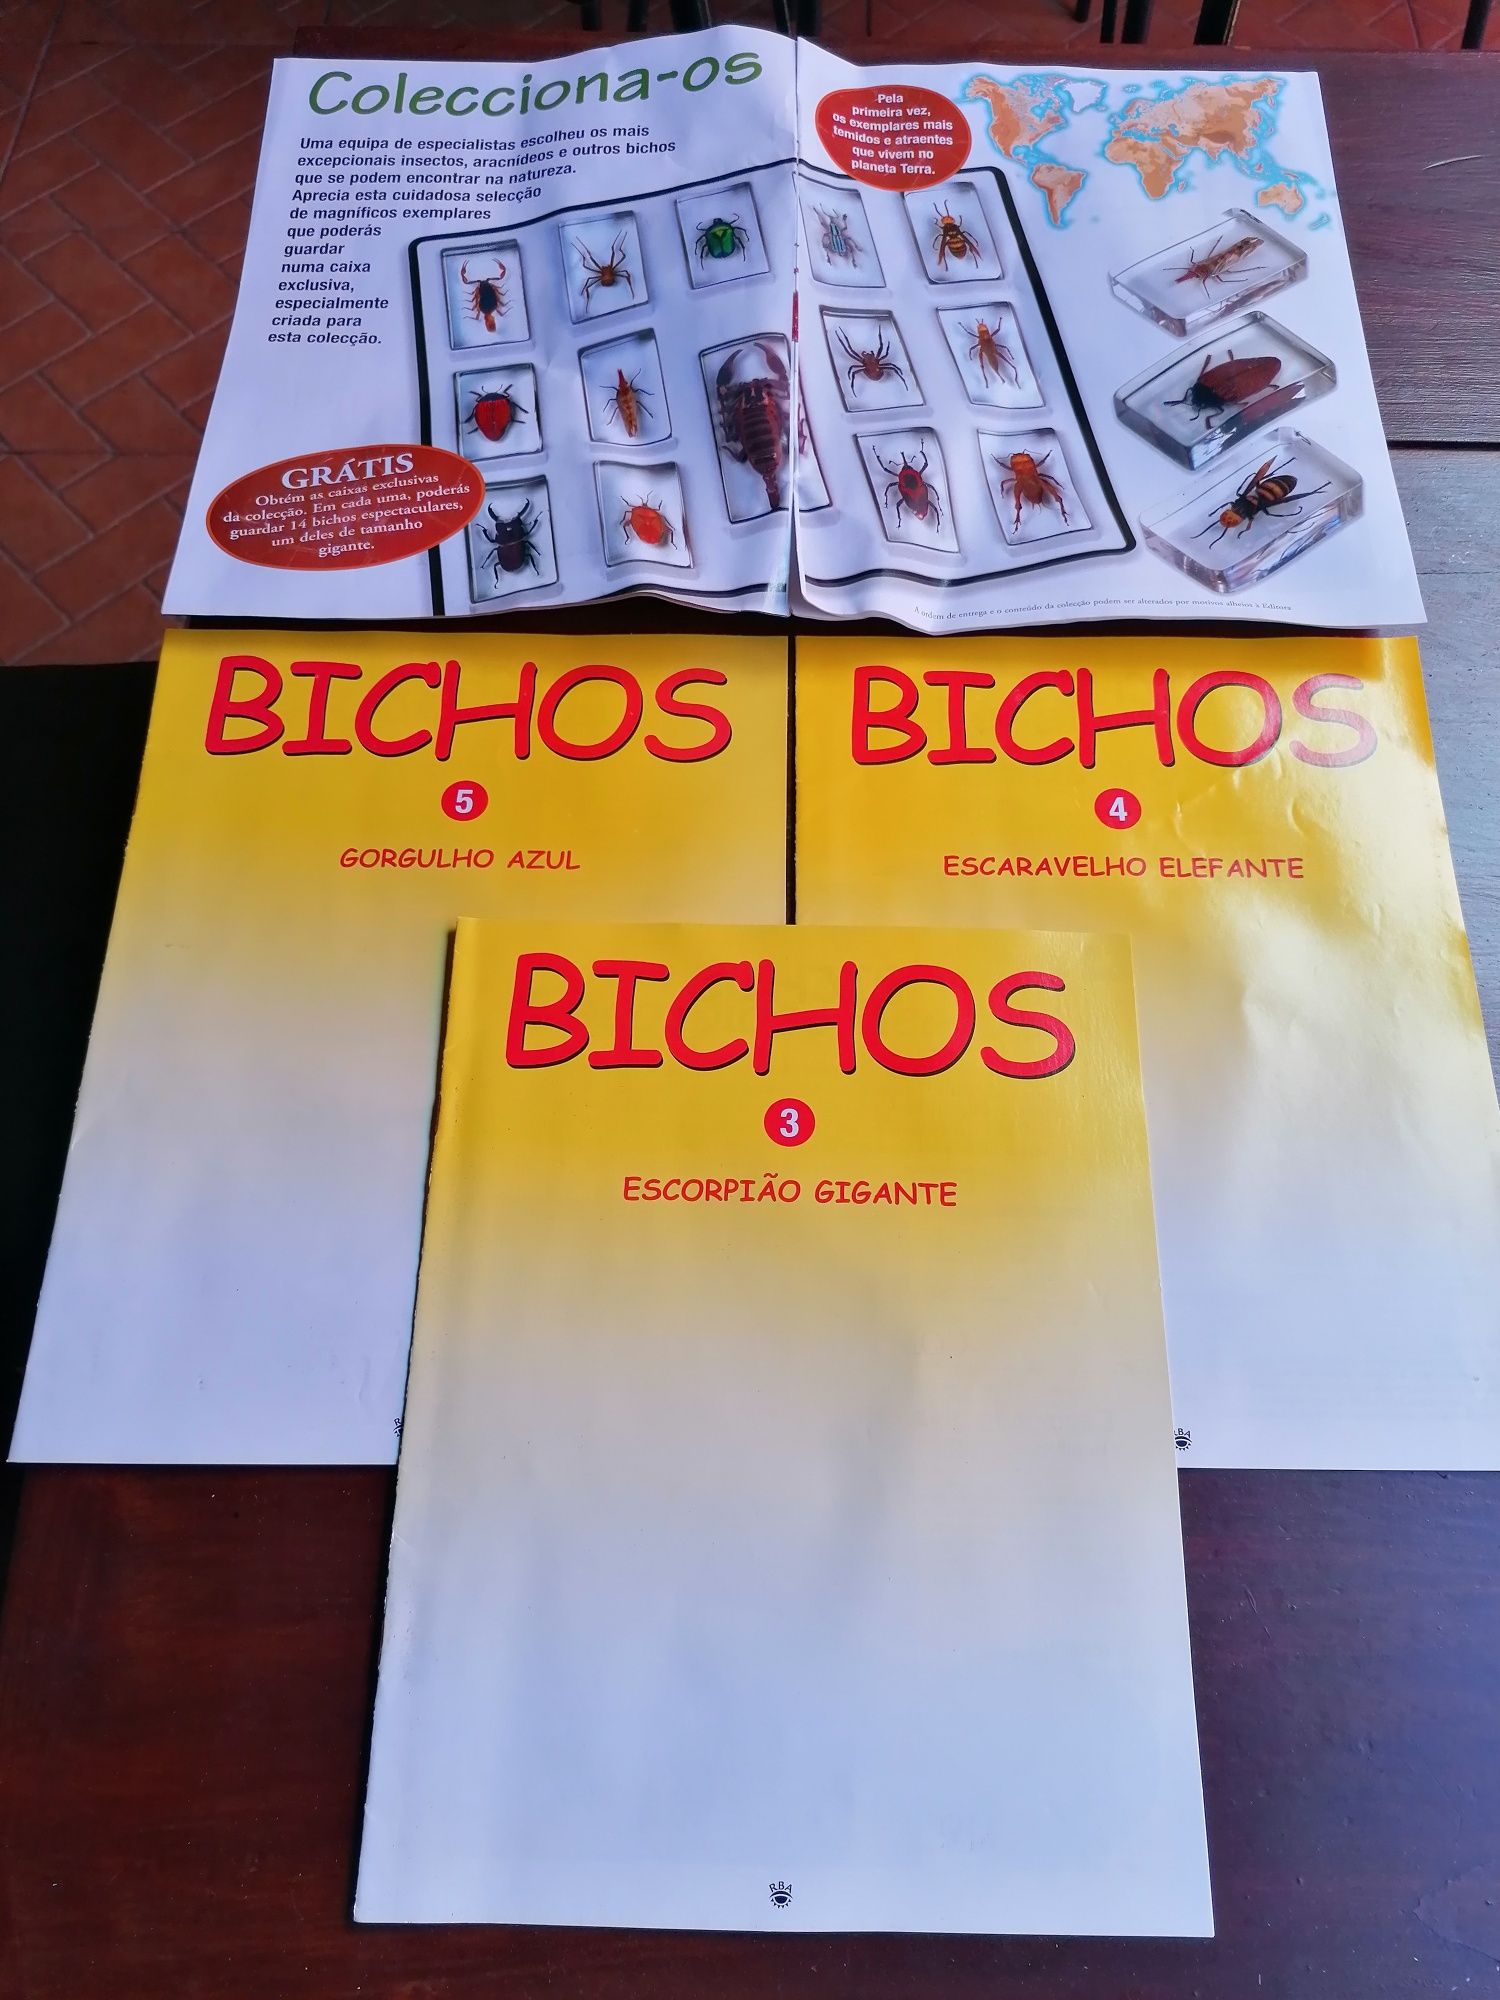 Colecciona-os
Uma equipa de especialistas escolheu os mais
excepcionais insectos, aracnídeos e outros bichos
que se podem encontrar na natureza.
Aprecia esta cuidadosa selecção
de magníficos exemplares
que poderás
guardar
numa caixa
exclusiva,
especialmente
criada para
esta colecção.
Pela
primeira vez,
os exemplares mais
temidos e atraentes
que vivem no
planeta Terra.
GRÁTIS
Obtém as caixas exclusivas
da colecção. Em cada uma, poderás
guardar 14 bichos espectaculares,
um deles de tamanho
gigante.
A ordem de entrega e o conteúdo da colecção podem ser alterados por motivos alheios à Editora
BICHOS
5
GORGULHO AZUL
BICHOS
4
ESCARAVELHO ELEFANTE
RBA
BICHOS
3
ESCORPIÃO GIGANTE
RBA